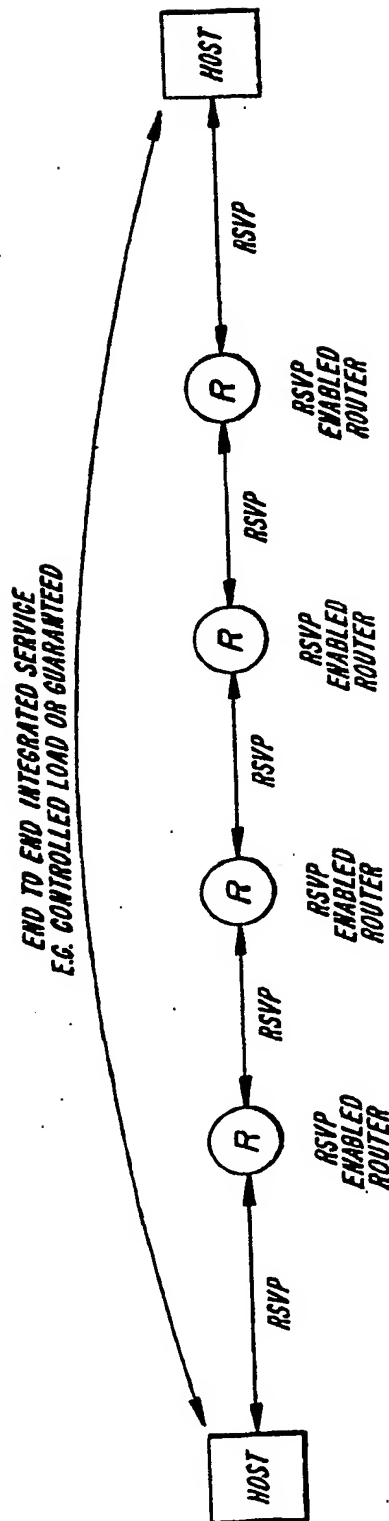 END TO END INTEGRATED SERVICE
E.G. CONTROLLED LOAD OR GUARANTEED
HOST
RSVP
R
RSVP
R
RSVP
R
RSVP
R
RSVP
HOST
RSVP
ENABLED
ROUTER
RSVP
ENABLED
ROUTER
RSVP
ENABLED
ROUTER
RSVP
ENABLED
ROUTER